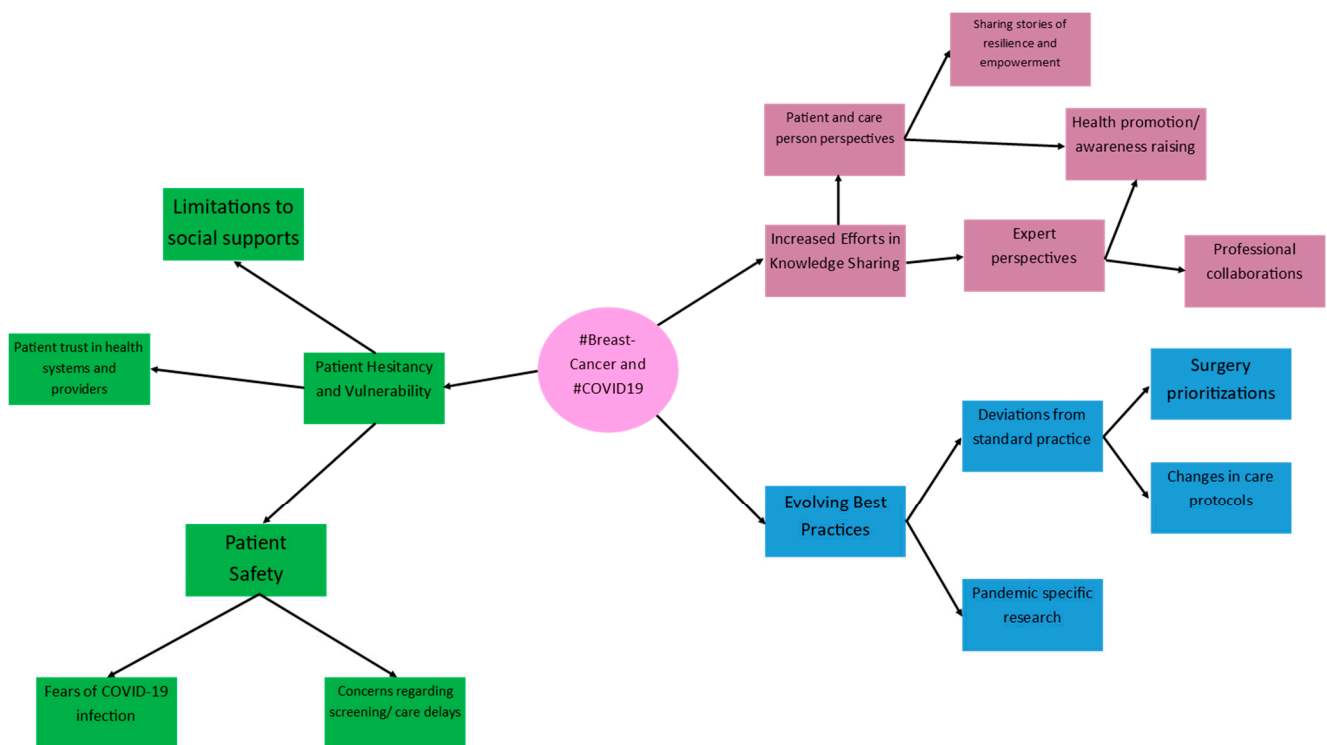 Sharing stories of
resilience and
empowerment
Patient and care
person perspectives
Health promotion/
awareness raising
Limitations to
social supports
Increased Efforts in
Knowledge Sharing
Expert
perspectives
Professional
collaborations
Patient trust in health
systems and
providers
Patient Hesitancy
and Vulnerability
#Breast-
Cancer and
#COVID19
Surgery
prioritizations
Deviations from
standard practice
Changes in care
protocols
Evolving Best
Practices
Pandemic specific
research
Patient
Safety
Fears of COVID-19
infection
Concerns regarding
screening/ care delays